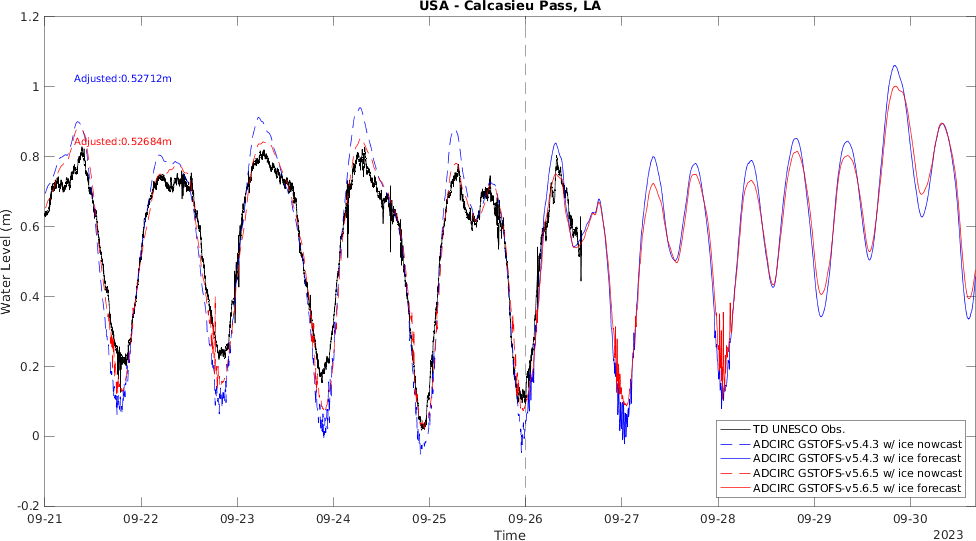 USA - Calcasieu Pass, LA
1.2
1
0.8
0.6
0.4
0.2
0
-0.2
Water Level (m)
Adjusted:0.52712m
Adjusted:0.52684m
TD UNESCO Obs.
ADCIRC GSTOFS-v5.4.3 w/ ice nowcast
ADCIRC GSTOFS-v5.4.3 w/ ice forecast
ADCIRC GSTOFS-v5.6.5 w/ ice nowcast
ADCIRC GSTOFS-v5.6.5 w/ ice forecast
09-21 09-22 09-23 09-24 09-25 09-26 09-27 09-28 09-29 09-30
Time
2023